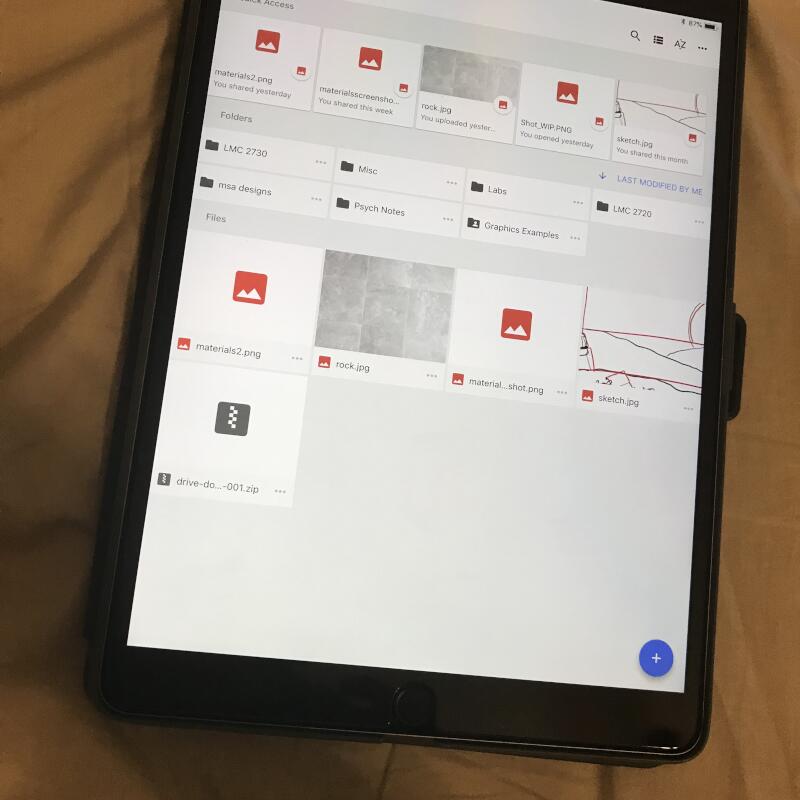 Quick Access
87%
AZ
materials2.png
You shared yesterday
materialsscreensho...
You shared this week
rock.jpg
You uploaded yester...
Shot_WIP.PNG
You opened yesterday
sketch.jpg
You shared this month
Folders
LAST MODIFIED BY ME
LMC 2730
Misc
Labs
LMC 2720
msa designs
Psych Notes
Graphics Examples
Files
materials2.png
rock.jpg
material...shot.png
sketch.jpg
drive-do...-001.zip